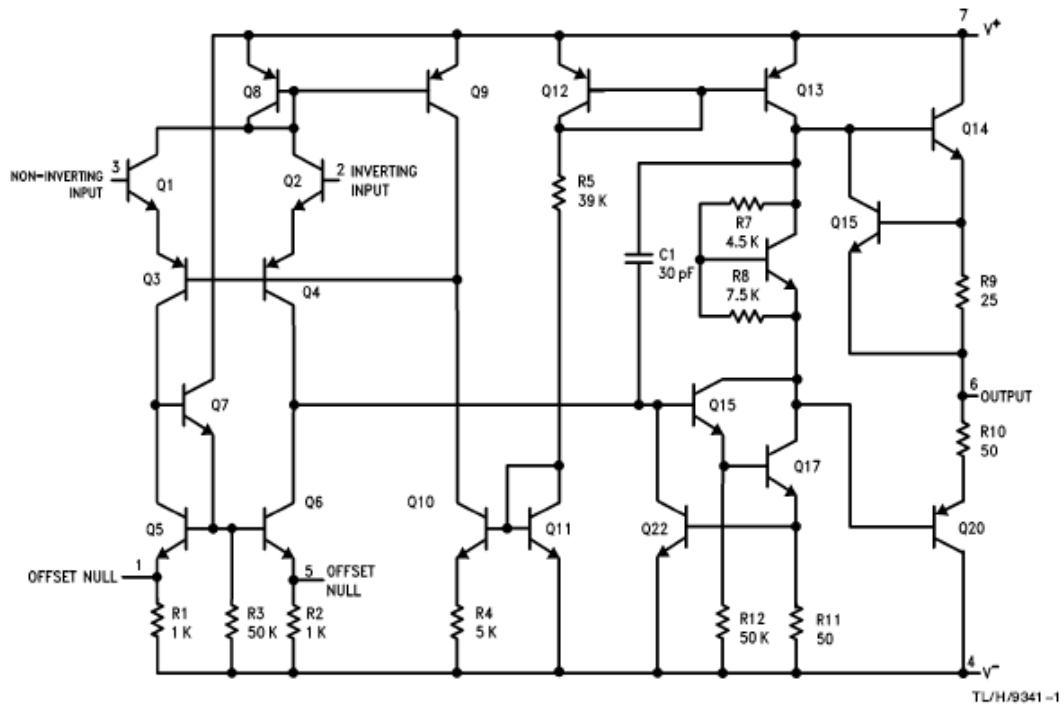 7
V+
Q8
Q9
Q12
Q13
Q14
3
NON-INVERTING
INPUT
Q1
Q2
2 INVERTING
INPUT
R5
39 K
R7
4.5 K
Q15
C1
30 pF
R8
7.5 K
R9
25
Q3
Q4
Q7
Q15
6
OUTPUT
R10
50
Q17
Q5
Q6
Q10
Q11
Q22
Q20
1
OFFSET NULL
5
OFFSET
NULL
R1
1 K
R3
50 K
R2
1 K
R4
5 K
R12
50 K
R11
50
4
V-
TL/H/9341-1